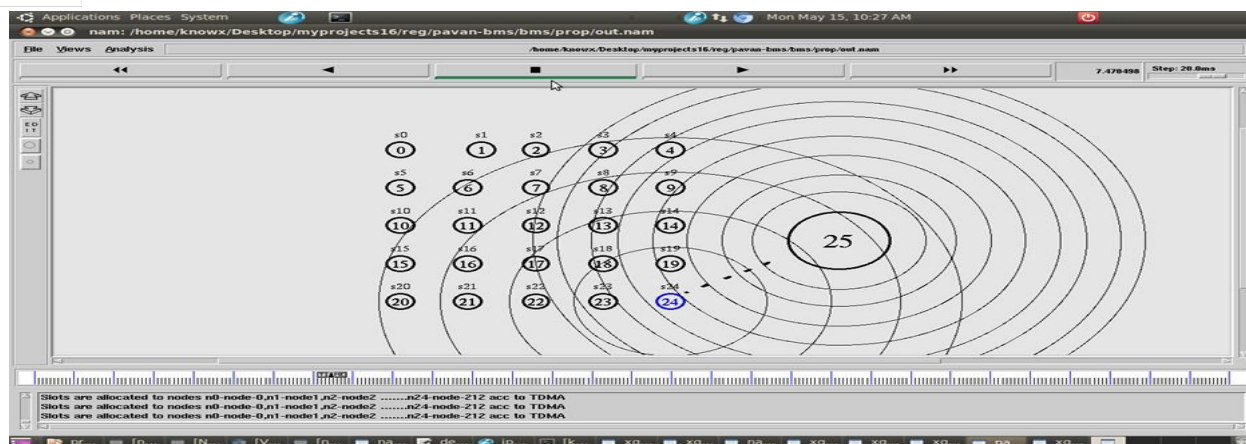 Applications Places System Mon May 15, 10:27 AM
nam: /home/knowx/Desktop/myprojects16/reg/pavan-bms/bms/prop/out.nam
File Views Analysis /home/knowx/Desktop/myprojects16/reg/pavan-bms/bms/prop/out.nam
7.470498 Step: 20.0ms
ED
IT
s0 s1 s2 s3 s4
0 1 2 3 4
s5 s6 s7 s8 s9
5 6 7 8 9
s10 s11 s12 s13 s14
10 11 12 13 14
25
s15 s16 s17 s18 s19
15 16 17 18 19
s20 s21 s22 s23 s24
20 21 22 23 24
Slots are allocated to nodes n0-node-0,n1-node1,n2-node2 .......n24-node-212 acc to TDMA
Slots are allocated to nodes n0-node-0,n1-node1,n2-node2 .......n24-node-212 acc to TDMA
Slots are allocated to nodes n0-node-0,n1-node1,n2-node2 .......n24-node-212 acc to TDMA